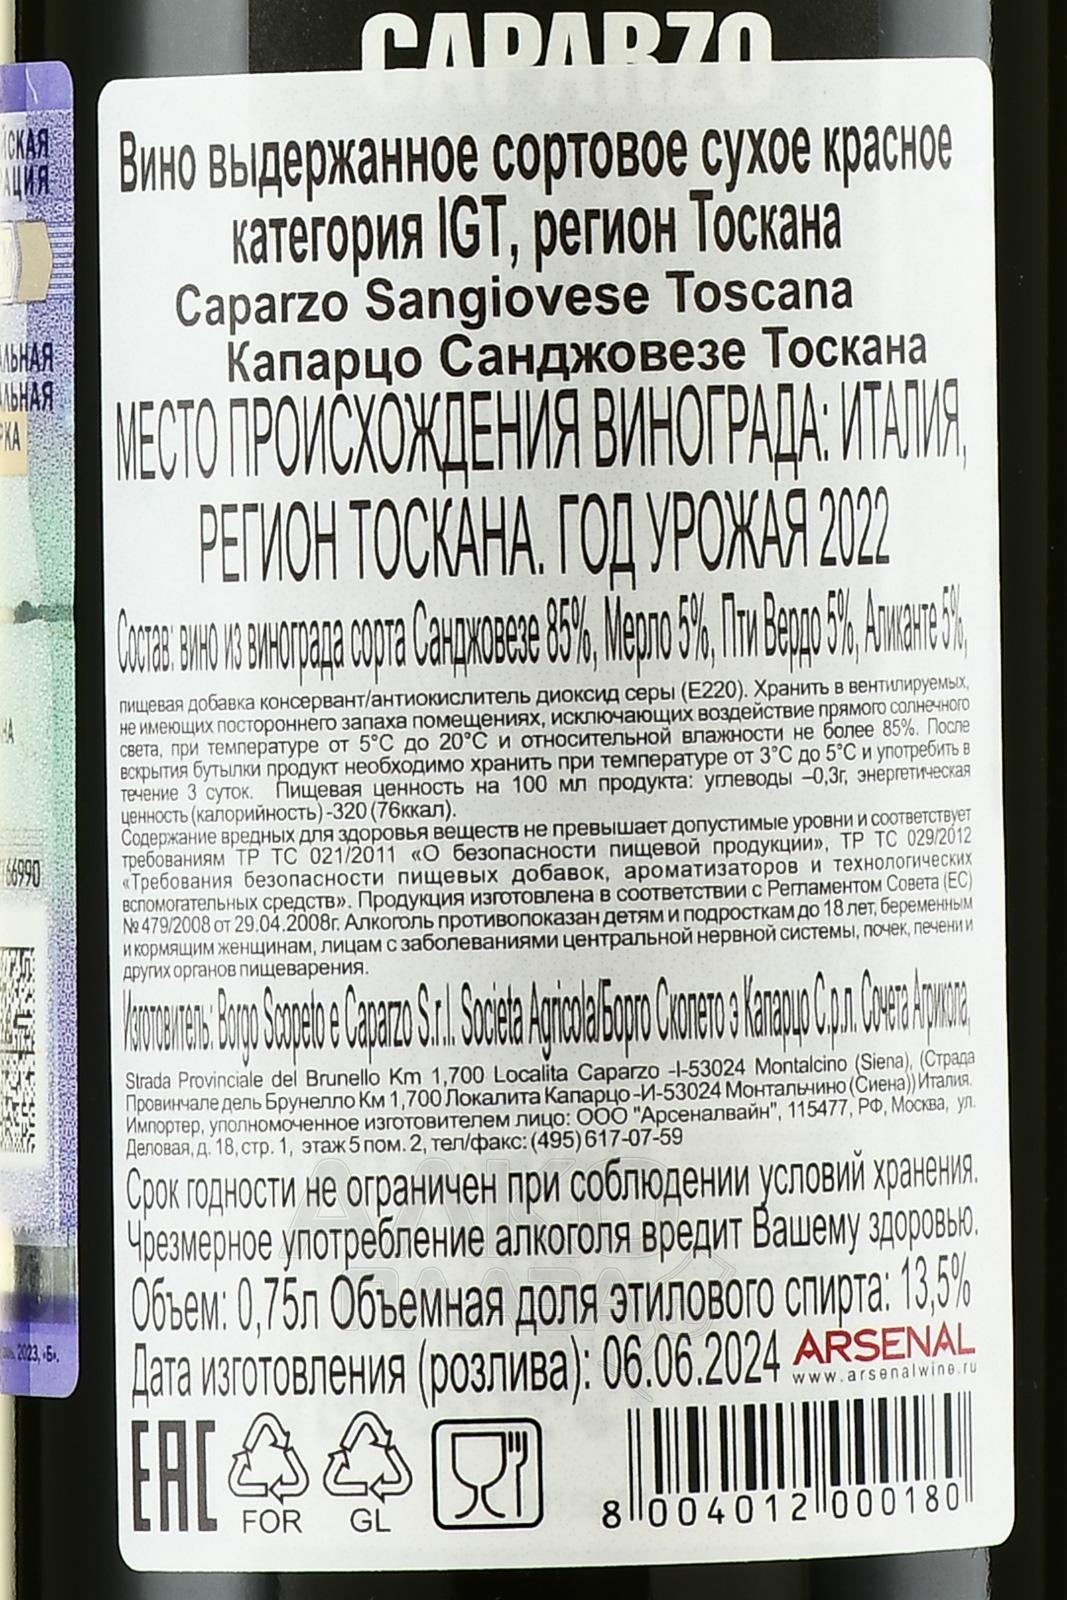 CAPARZO
Вино выдержанное сортовое сухое красное
категория IGT, регион Тоскана
Caparzo Sangiovese Toscana
Капарцо Санджовезе Тоскана
МЕСТО ПРОИСХОЖДЕНИЯ ВИНОГРАДА: ИТАЛИЯ,
РЕГИОН ТОСКАНА. ГОД УРОЖАЯ 2022
Состав: вино из винограда сорта Санджовезе 85%, Мерло 5%, Пти Вердо 5%, Аликанте 5%,
пищевая добавка консервант/антиокислитель диоксид серы (Е220). Хранить в вентилируемых,
не имеющих постороннего запаха помещениях, исключающих воздействие прямого солнечного
света, при температуре от 5°С до 20°С и относительной влажности не более 85%. После
вскрытия бутылки продукт необходимо хранить при температуре от 3°С до 5°С и употребить в
течение 3 суток. Пищевая ценность на 100 мл продукта: углеводы –0,3г, энергетическая
ценность (калорийность) -320 (76ккал).
Содержание вредных для здоровья веществ не превышает допустимые уровни и соответствует
требованиям ТР ТС 021/2011 «О безопасности пищевой продукции», ТР ТС 029/2012
«Требования безопасности пищевых добавок, ароматизаторов и технологических
вспомогательных средств». Продукция изготовлена в соответствии с Регламентом Совета (ЕС)
№479/2008 от 29.04.2008г. Алкоголь противопоказан детям и подросткам до 18 лет, беременным
и кормящим женщинам, лицам с заболеваниями центральной нервной системы, почек, печени и
других органов пищеварения.
Изготовитель: Borgo Scopeto e Caparzo S.r.l. Societa Agricola/Борго Скопето э Капарцо С.р.л. Сочета Агрикола,
Strada Provinciale del Brunello Km 1,700 Localita Caparzo -I-53024 Montalcino (Siena), (Страда
Провинчале дель Брунелло Км 1,700 Локалита Капарцо -И-53024 Монтальчино (Сиена)) Италия.
Импортер, уполномоченное изготовителем лицо: ООО "Арсеналвайн", 115477, РФ, Москва, ул.
Деловая, д. 18, стр. 1, этаж 5 пом. 2, тел/факс: (495) 617-07-59
Срок годности не ограничен при соблюдении условий хранения.
Чрезмерное употребление алкоголя вредит Вашему здоровью.
Объем: 0,75л Объемная доля этилового спирта: 13,5%
Дата изготовления (розлива): 06.06.2024
ARSENAL
www.arsenalwine.ru
EAC
FOR
GL
8 004012 000180
66990
2023, «Б».